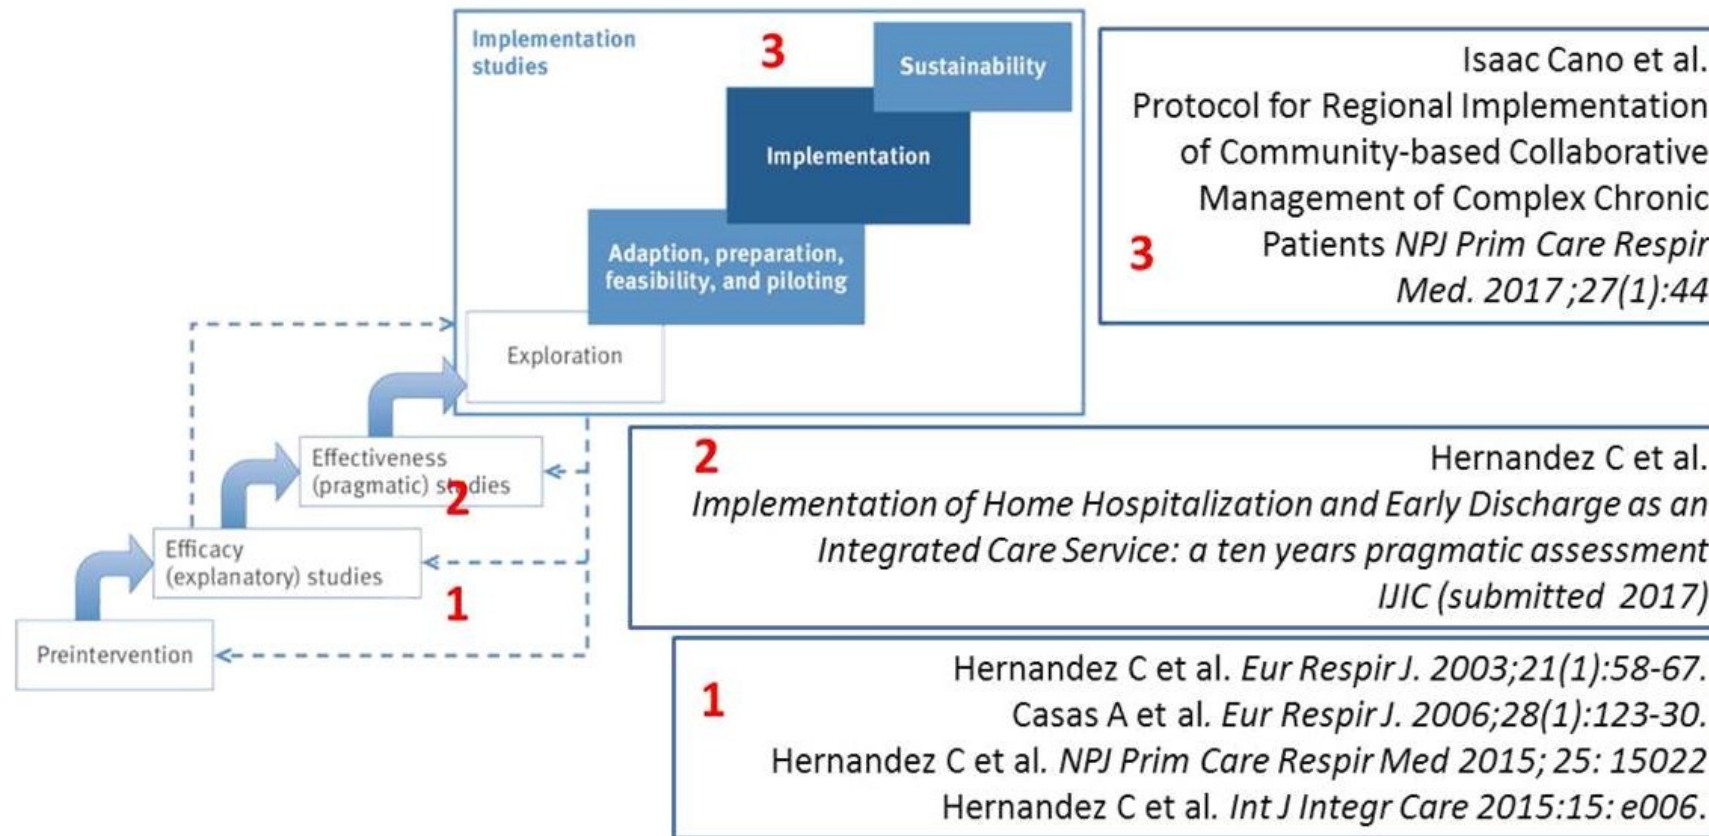 Implementation
studies
3
Sustainability
Implementation
Adaption, preparation,
feasibility, and piloting
Exploration
Effectiveness
(pragmatic) studies
2
Efficacy
(explanatory) studies
1
Preintervention
Isaac Cano et al.
Protocol for Regional Implementation
of Community-based Collaborative
Management of Complex Chronic
3 Patients NPJ Prim Care Respir
Med. 2017;27(1):44
2 Hernandez C et al.
Implementation of Home Hospitalization and Early Discharge as an
Integrated Care Service: a ten years pragmatic assessment
IJIC (submitted 2017)
Hernandez C et al. Eur Respir J. 2003;21(1):58-67.
1 Casas A et al. Eur Respir J. 2006;28(1):123-30.
Hernandez C et al. NPJ Prim Care Respir Med 2015; 25: 15022
Hernandez C et al. Int J Integr Care 2015:15: e006.